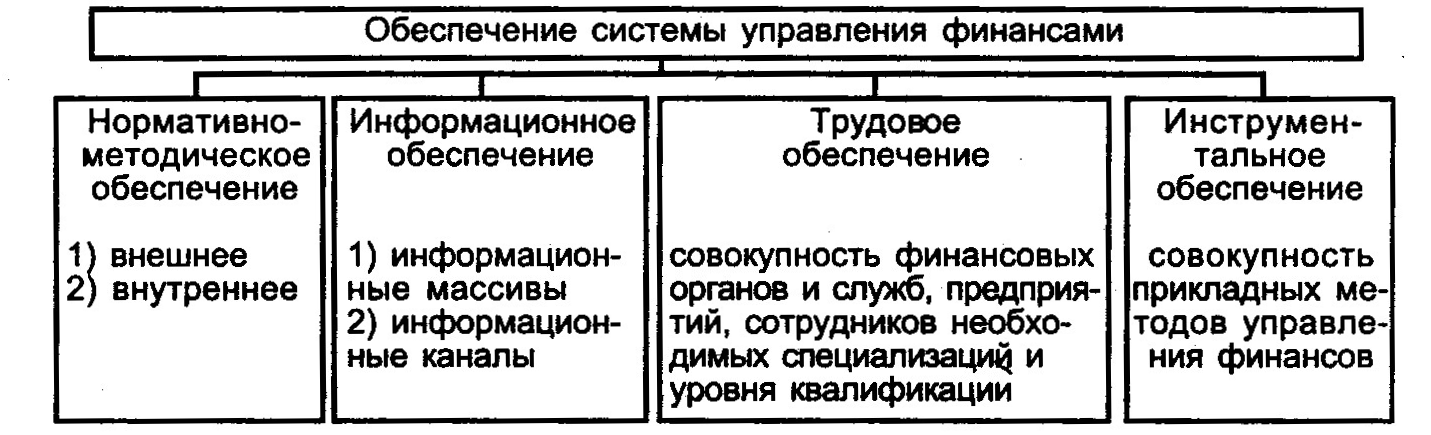 Обеспечение системы управления финансами
Нормативно-
методическое
обеспечение
1) внешнее
2) внутреннее
Информационное
обеспечение
1) информацион-
ные массивы
2) информацион-
ные каналы
Трудовое
обеспечение
совокупность финансовых
органов и служб, предприя-
тий, сотрудников необхо-
димых специализаций и
уровня квалификации
Инструмен-
тальное
обеспечение
совокупность
прикладных ме-
тодов управле-
ния финансов